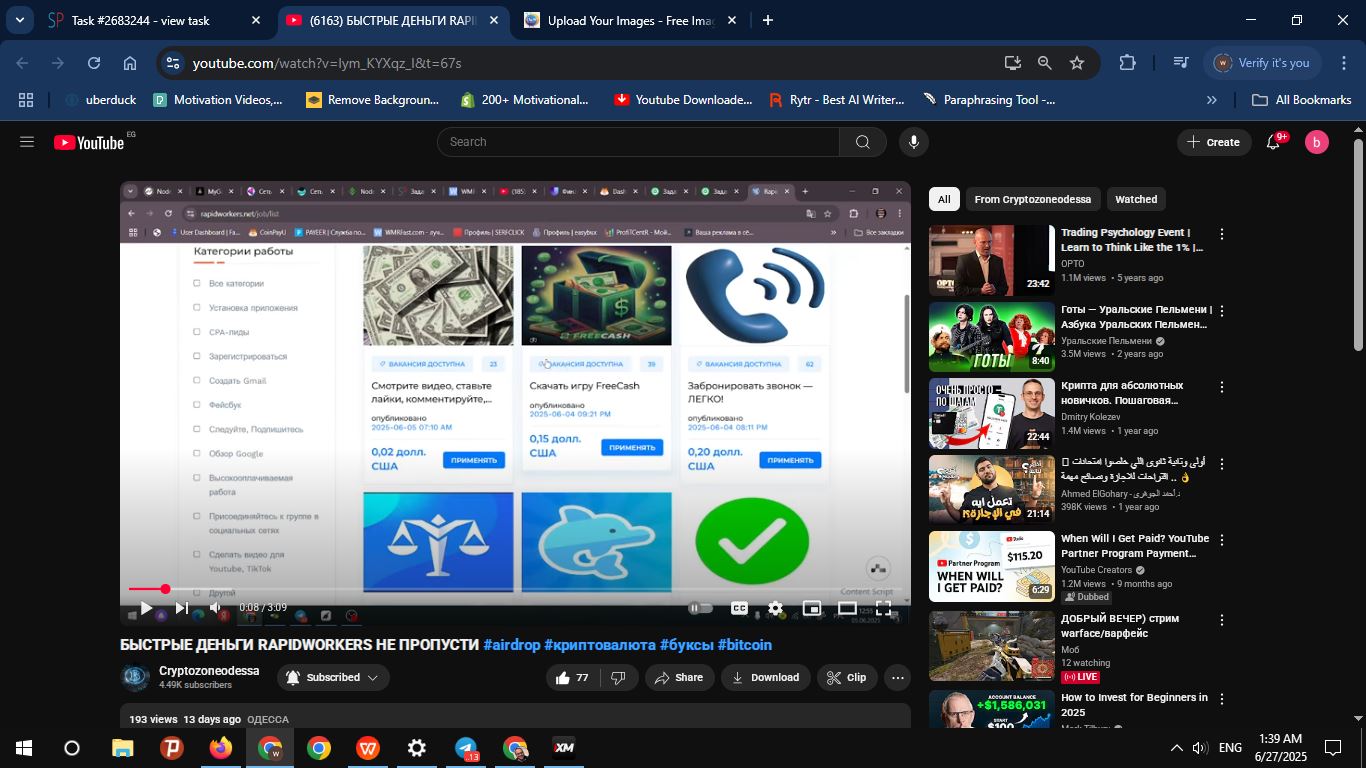 Task #2683244 - view task
(6163) БЫСТРЫЕ ДЕНЬГИ RAPI
Upload Your Images - Free Ima
youtube.com/watch?v=lym_KYXqz_I&t=67s
Verify it's you
uberduck
Motivation Videos,...
Remove Backgroun...
200+ Motivational...
Youtube Downloade...
Rytr - Best AI Writer...
Paraphrasing Tool -...
All Bookmarks
YouTube EG
Search
Create
9+
b
rapidworkers.net/job/list
Все закладки
Категории работы
Все категории
Установка приложения
CPA-лиды
Зарегистрироваться
Создать Gmail
Фейсбук
Следуйте, Подпишитесь
Обзор Google
Высокооплачиваемая
работа
Присоединяйтесь к группе в
социальных сетях
Сделать видео для
Youtube, TikTok
Другой
ВАКАНСИЯ ДОСТУПНА 23
Смотрите видео, ставьте
лайки, комментируйте,...
опубликовано
2025-06-05 07:10 AM
0,02 долл.
США
ПРИМЕНЯТЬ
FREECASH
ВАКАНСИЯ ДОСТУПНА 39
Скачать игру FreeCash
опубликовано
2025-06-04 09:21 PM
0,15 долл.
США
ПРИМЕНЯТЬ
ВАКАНСИЯ ДОСТУПНА 62
Забронировать звонок —
ЛЕГКО!
опубликовано
2025-06-04 08:11 PM
0,20 долл.
США
ПРИМЕНЯТЬ
Content Script
0:08 / 3:09
CC
БЫСТРЫЕ ДЕНЬГИ RAPIDWORKERS НЕ ПРОПУСТИ #airdrop #криптовалюта #буксы #bitcoin
Cryptozoneodessa
4.49K subscribers
Subscribed
77
Share
Download
Clip
193 views 13 days ago ОДЕССА
All
From Cryptozoneodessa
Watched
Trading Psychology Event |
Learn to Think Like the 1% |...
OPTO
1.1M views • 5 years ago
23:42
Готы — Уральские Пельмени |
Азбука Уральских Пельмен...
Уральские Пельмени
3.5M views • 2 years ago
ГОТЫ
8:40
Крипта для абсолютных
новичков. Пошаговая...
Dmitry Kolezev
1.4M views • 1 year ago
ОЧЕНЬ ПРОСТО
ПО ШАГАМ
22:44
أولى وتانية ثانوى اللي خلصوا امتحانات
.. اقتراحات للاجازة ونصائح مهمة
Ahmed ElGohary - د.أحمد الجوهرى
398K views • 1 year ago
تعمل ايه
في الإجازة؟!
21:14
When Will I Get Paid? YouTube
Partner Program Payment...
YouTube Creators
1.2M views • 9 months ago
Dubbed
Partner Program
$115.20
WHEN WILL
I GET PAID?
6:29
ДОБРЫЙ ВЕЧЕР) стрим
warface/варфейс
Моб
12 watching
LIVE
How to Invest for Beginners in
2025
ACCOUNT BALANCE
+$1,586,031
START
$100
ENG
1:39 AM
6/27/2025